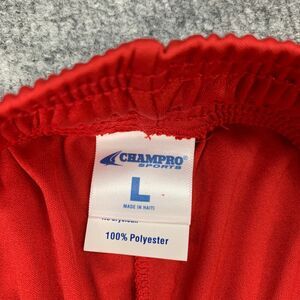 CHAMPRO
SPORTS
L
MADE IN HAITI
100% Polyester